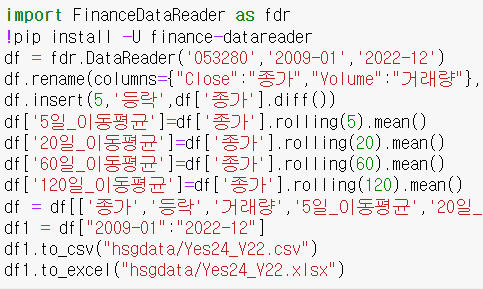 import FinanceDataReader as fdr
!pip install -U finance-datareader
df = fdr.DataReader('053280','2009-01','2022-12')
df.rename(columns={"Close":"종가","Volume":"거래량"},
df.insert(5,'등락',df['종가'].diff())
df['5일_이동평균']=df['종가'].rolling(5).mean()
df['20일_이동평균']=df['종가'].rolling(20).mean()
df['60일_이동평균']=df['종가'].rolling(60).mean()
df['120일_이동평균']=df['종가'].rolling(120).mean()
df = df[['종가','등락','거래량','5일_이동평균','20일_
df1 = df["2009-01":"2022-12"]
df1.to_csv("hsgdata/Yes24_V22.csv")
df1.to_excel("hsgdata/Yes24_V22.xlsx")